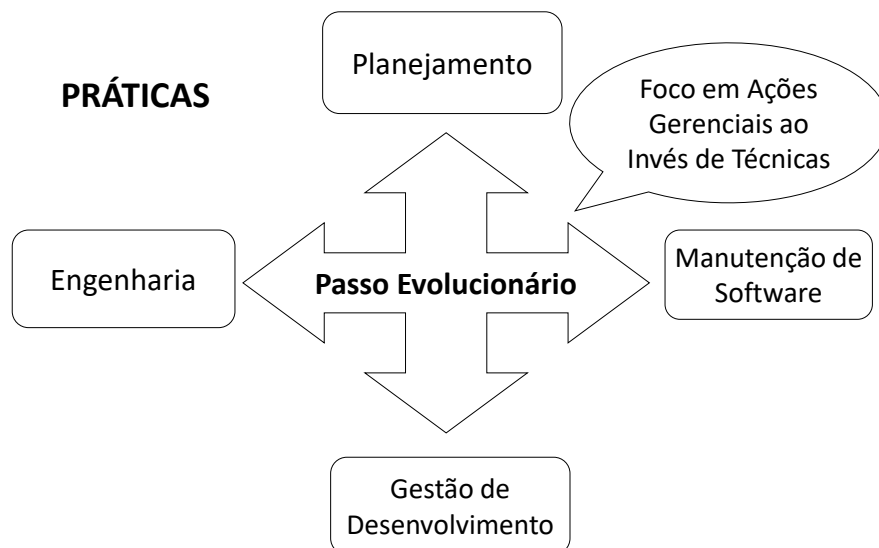 Planejamento
PRÁTICAS
Foco em Ações
Gerenciais ao
Invés de Técnicas
Engenharia
Passo Evolucionário
Manutenção de
Software
Gestão de
Desenvolvimento